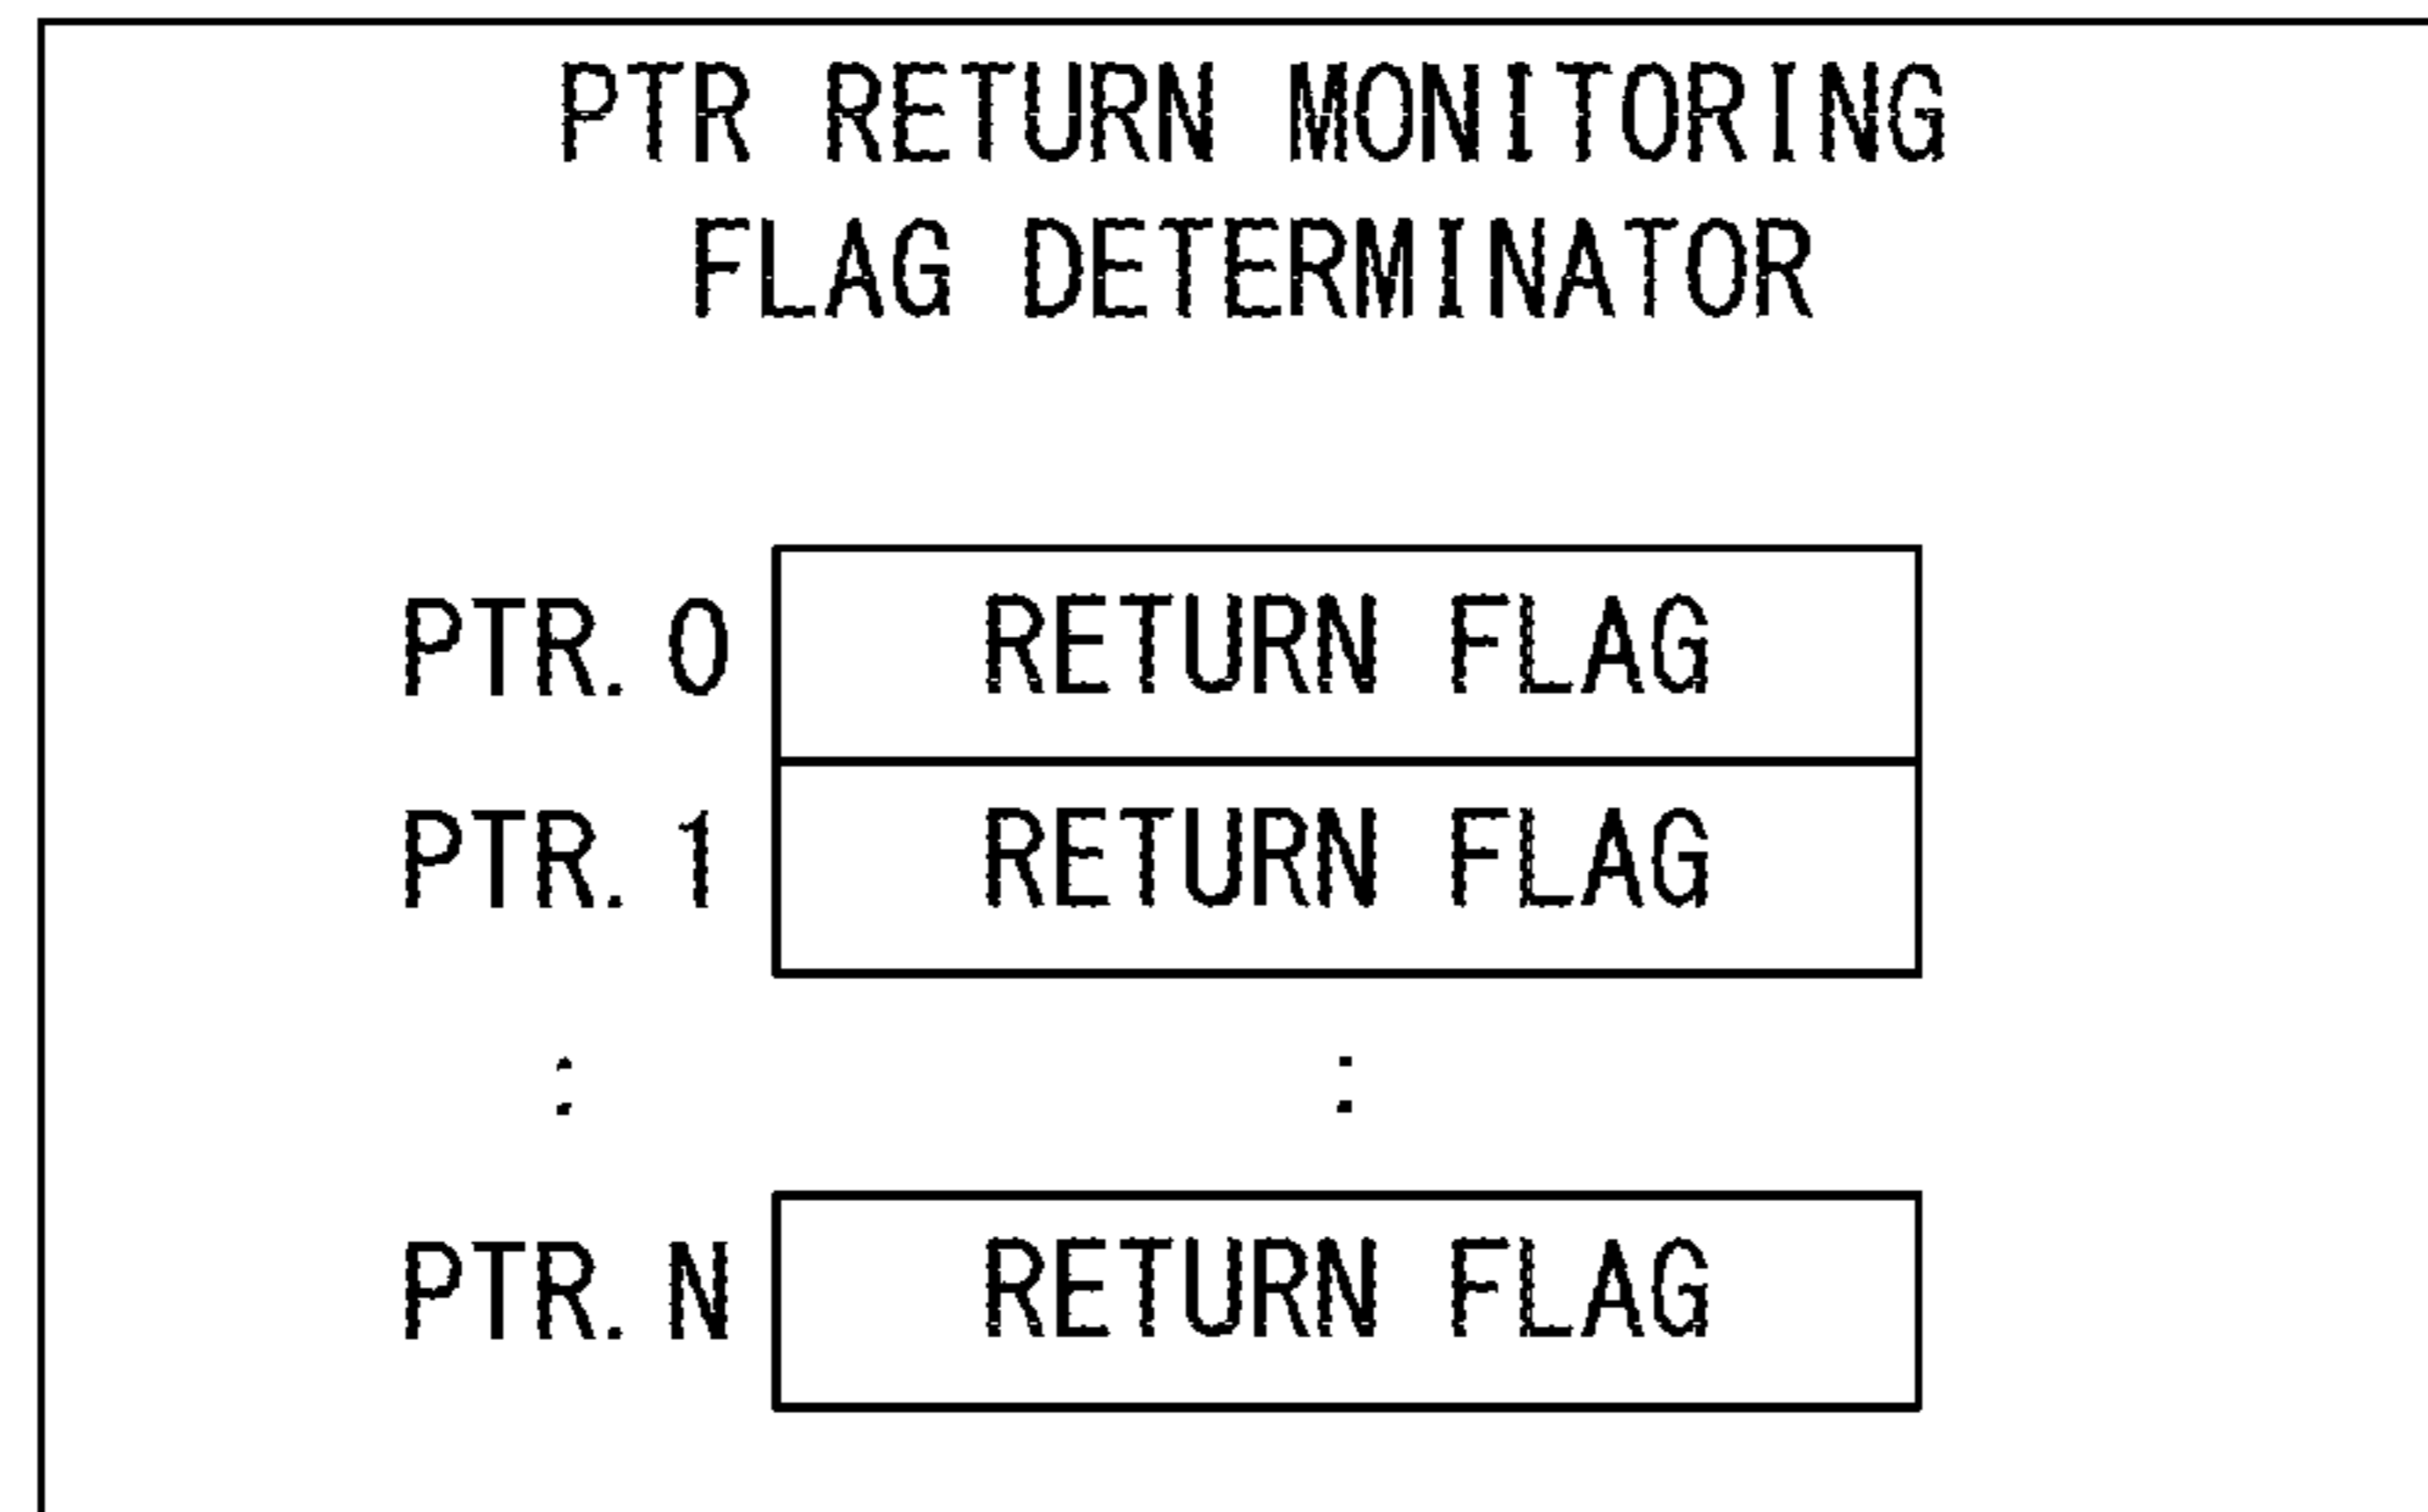 PTR RETURN MONITORING
FLAG DETERMINATOR
PTR. 0 RETURN FLAG
PTR. 1 RETURN FLAG
: :
PTR. N RETURN FLAG